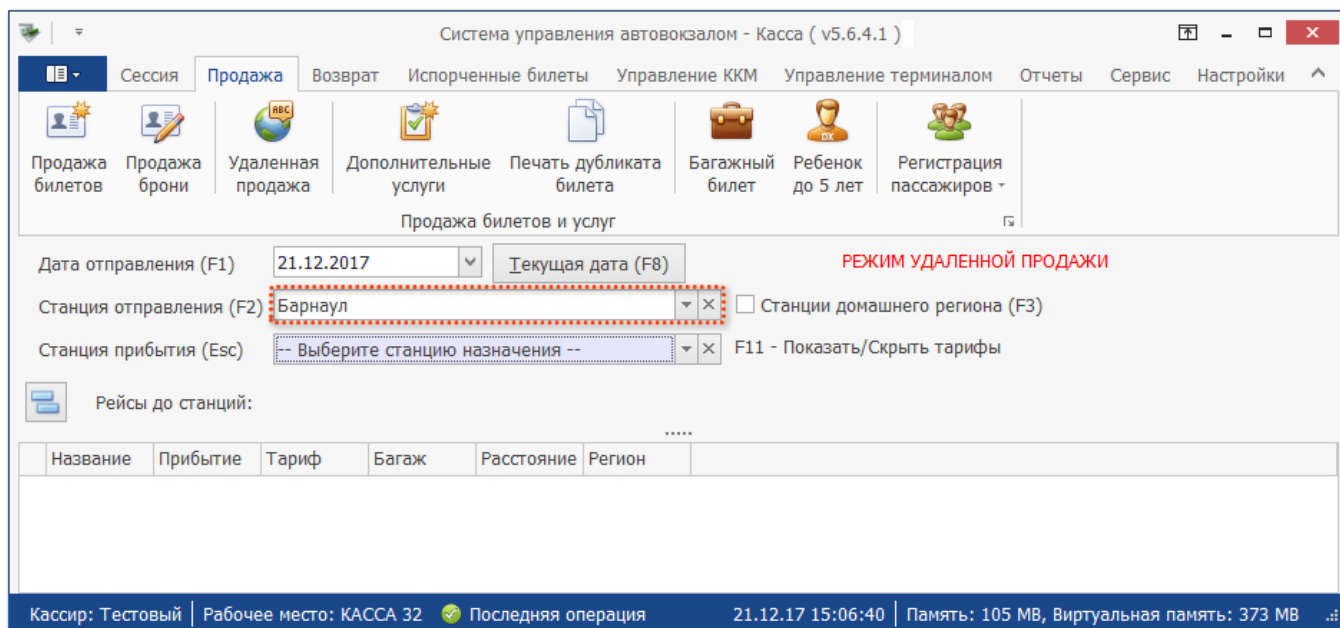 Система управления автовокзалом - Касса ( v5.6.4.1 )
Сессия Продажа Возврат Испорченные билеты Управление ККМ Управление терминалом Отчеты Сервис Настройки
ABC
DX
Продажа билетов
Продажа брони
Удаленная продажа
Дополнительные услуги
Печать дубликата билета
Багажный билет
Ребенок до 5 лет
Регистрация пассажиров
Продажа билетов и услуг
Дата отправления (F1) 21.12.2017 Текущая дата (F8) РЕЖИМ УДАЛЕННОЙ ПРОДАЖИ
Станция отправления (F2) Барнаул Станции домашнего региона (F3)
Станция прибытия (Esc) -- Выберите станцию назначения -- F11 - Показать/Скрыть тарифы
Рейсы до станций:
Название Прибытие Тариф Багаж Расстояние Регион
Кассир: Тестовый Рабочее место: КАССА 32 Последняя операция 21.12.17 15:06:40 Память: 105 MB, Виртуальная память: 373 MB